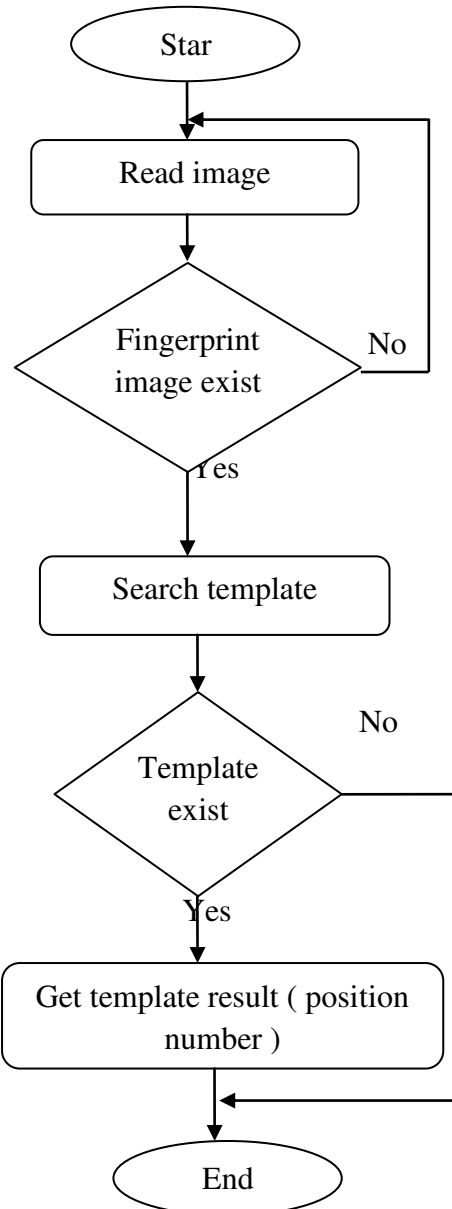 Star
Read image
Fingerprint
image exist
No
Yes
Search template
No
Template
exist
Yes
Get template result ( position
number )
End